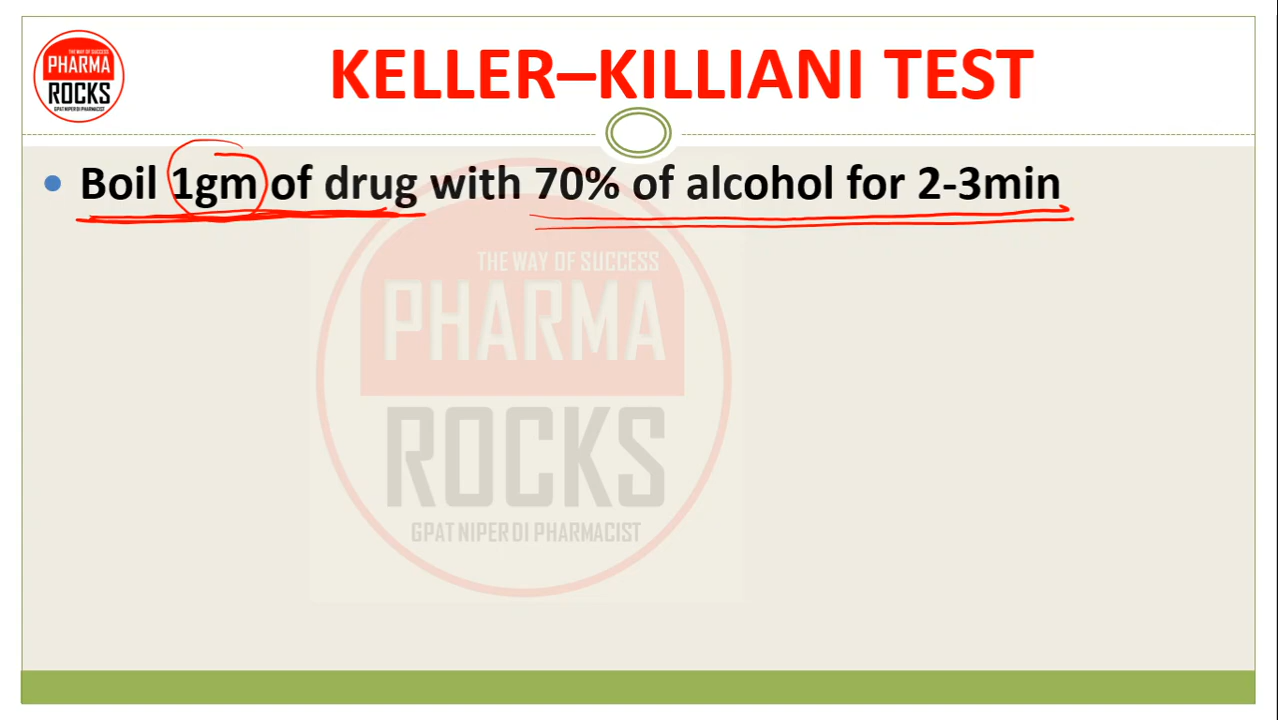 THE WAY OF SUCCESS
PHARMA
ROCKS
GPAT NIPER DI PHARMACIST
KELLER–KILLIANI TEST
• Boil 1gm of drug with 70% of alcohol for 2-3min
THE WAY OF SUCCESS
PHARMA
ROCKS
GPAT NIPER DI PHARMACIST